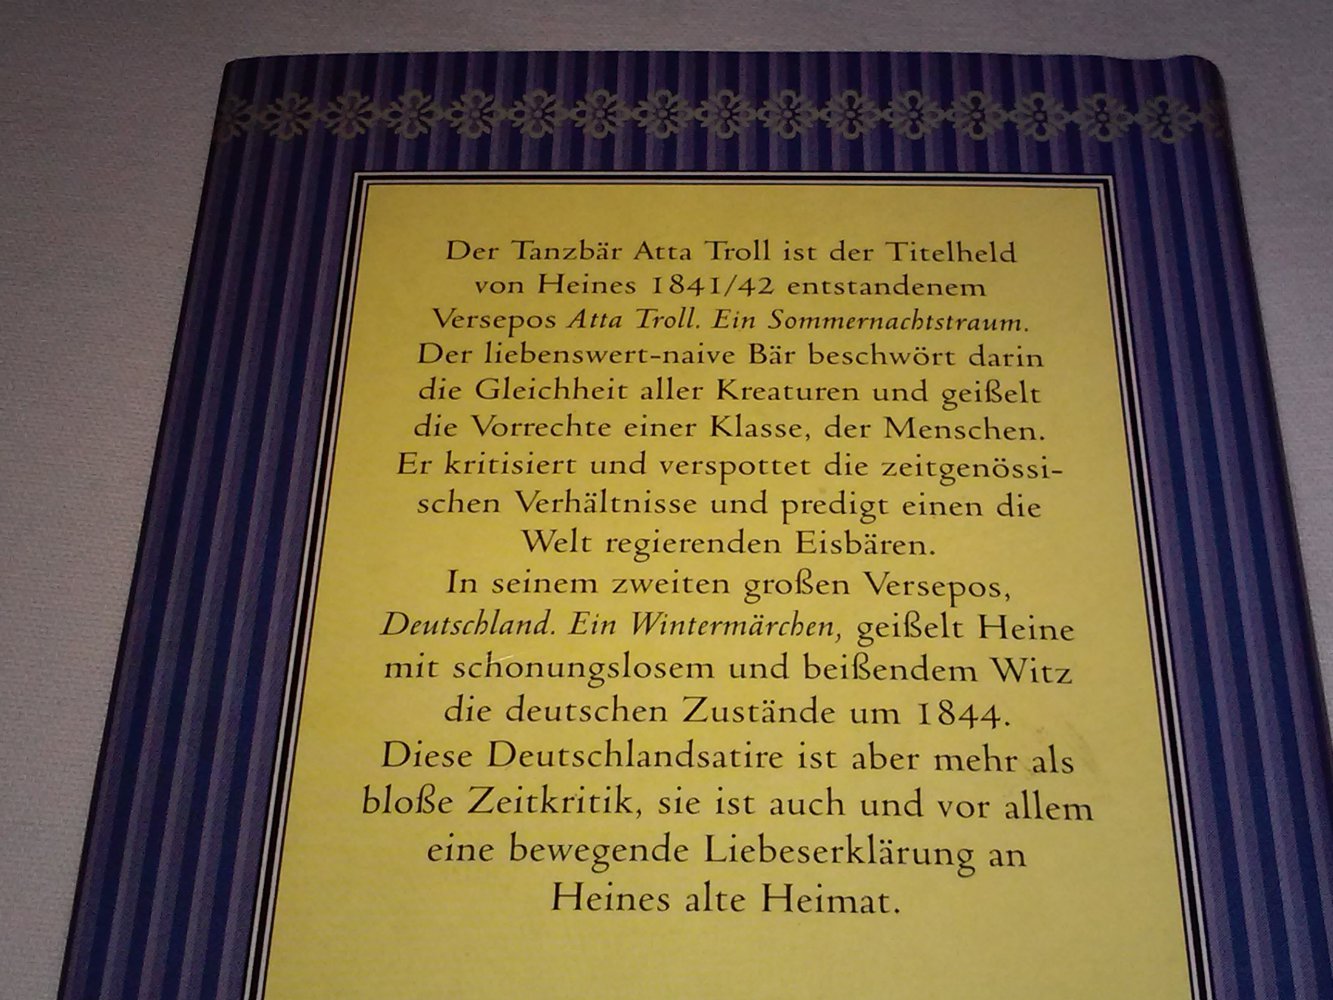 Der Tanzbär Atta Troll ist der Titelheld
von Heines 1841/42 entstandenem
Versepos Atta Troll. Ein Sommernachtstraum.
Der liebenswert-naive Bär beschwört darin
die Gleichheit aller Kreaturen und geißelt
die Vorrechte einer Klasse, der Menschen.
Er kritisiert und verspottet die zeitgenössi-
schen Verhältnisse und predigt einen die
Welt regierenden Eisbären.
In seinem zweiten großen Versepos,
Deutschland. Ein Wintermärchen, geißelt Heine
mit schonungslosem und beißendem Witz
die deutschen Zustände um 1844.
Diese Deutschlandsatire ist aber mehr als
bloße Zeitkritik, sie ist auch und vor allem
eine bewegende Liebeserklärung an
Heines alte Heimat.